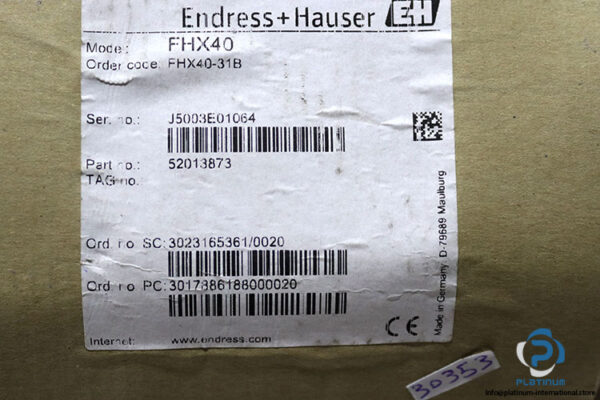 Endress+Hauser EH
Model: FHX40
Order code: FHX40-31B
Ser. no.: J5003E01064
Part no.: 52013873
TAG no.
Ord. no SC: 3023165361/0020
Ord. no PC: 3017386188000020
Internet: www.endress.com
Made in Germany, D-79689 Maulburg
CE
30353
PLATINUM
info@platinum-international.store